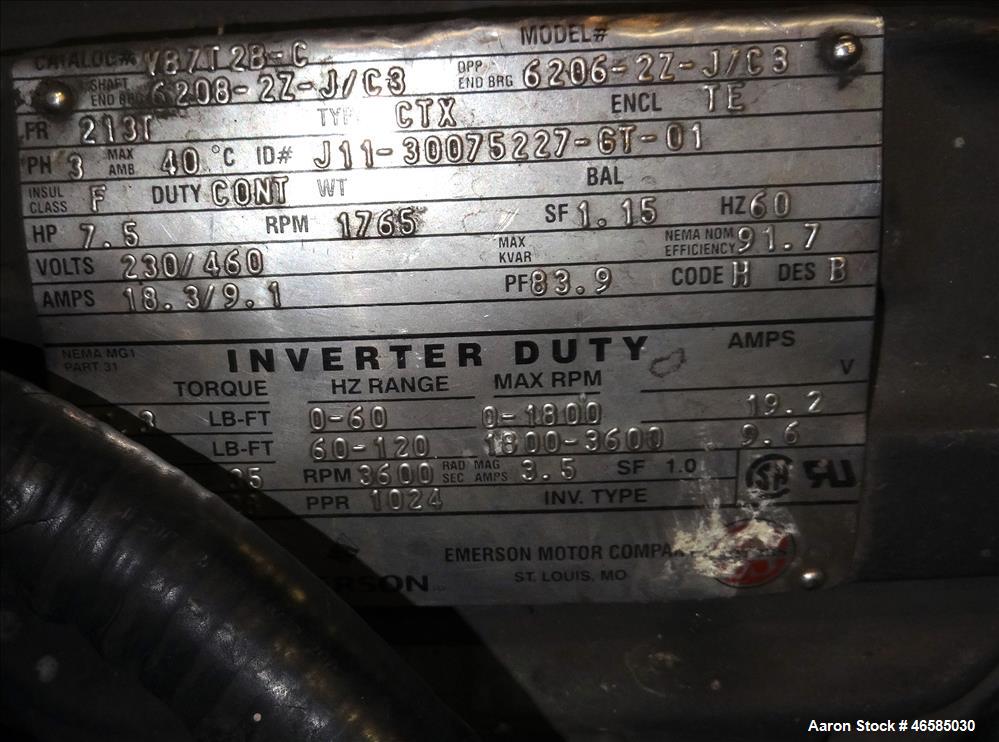 CATALOG# VB7T2B-C MODEL#
SHAFT END BRG 6208-2Z-J/C3 OPP END BRG 6206-2Z-J/C3
FR 213T TYPE CTX ENCL TE
PH 3 MAX AMB 40 °C ID# J11-30075227-GT-01
INSUL CLASS F DUTY CONT WT BAL
HP 7.5 RPM 1765 SF 1.15 HZ 60
VOLTS 230/460 MAX KVAR NEMA NOM EFFICIENCY 91.7
AMPS 18.3/9.1 PF 83.9 CODE H DES B
NEMA MG1 PART 31 INVERTER DUTY AMPS
TORQUE HZ RANGE MAX RPM V
LB-FT 0-60 0-1800 19.2
LB-FT 60-120 1800-3600 9.6
RPM 3600 RAD SEC MAG AMPS 3.5 SF 1.0
PPR 1024 INV. TYPE
EMERSON MOTOR COMPANY
ST. LOUIS, MO
Aaron Stock # 46585030